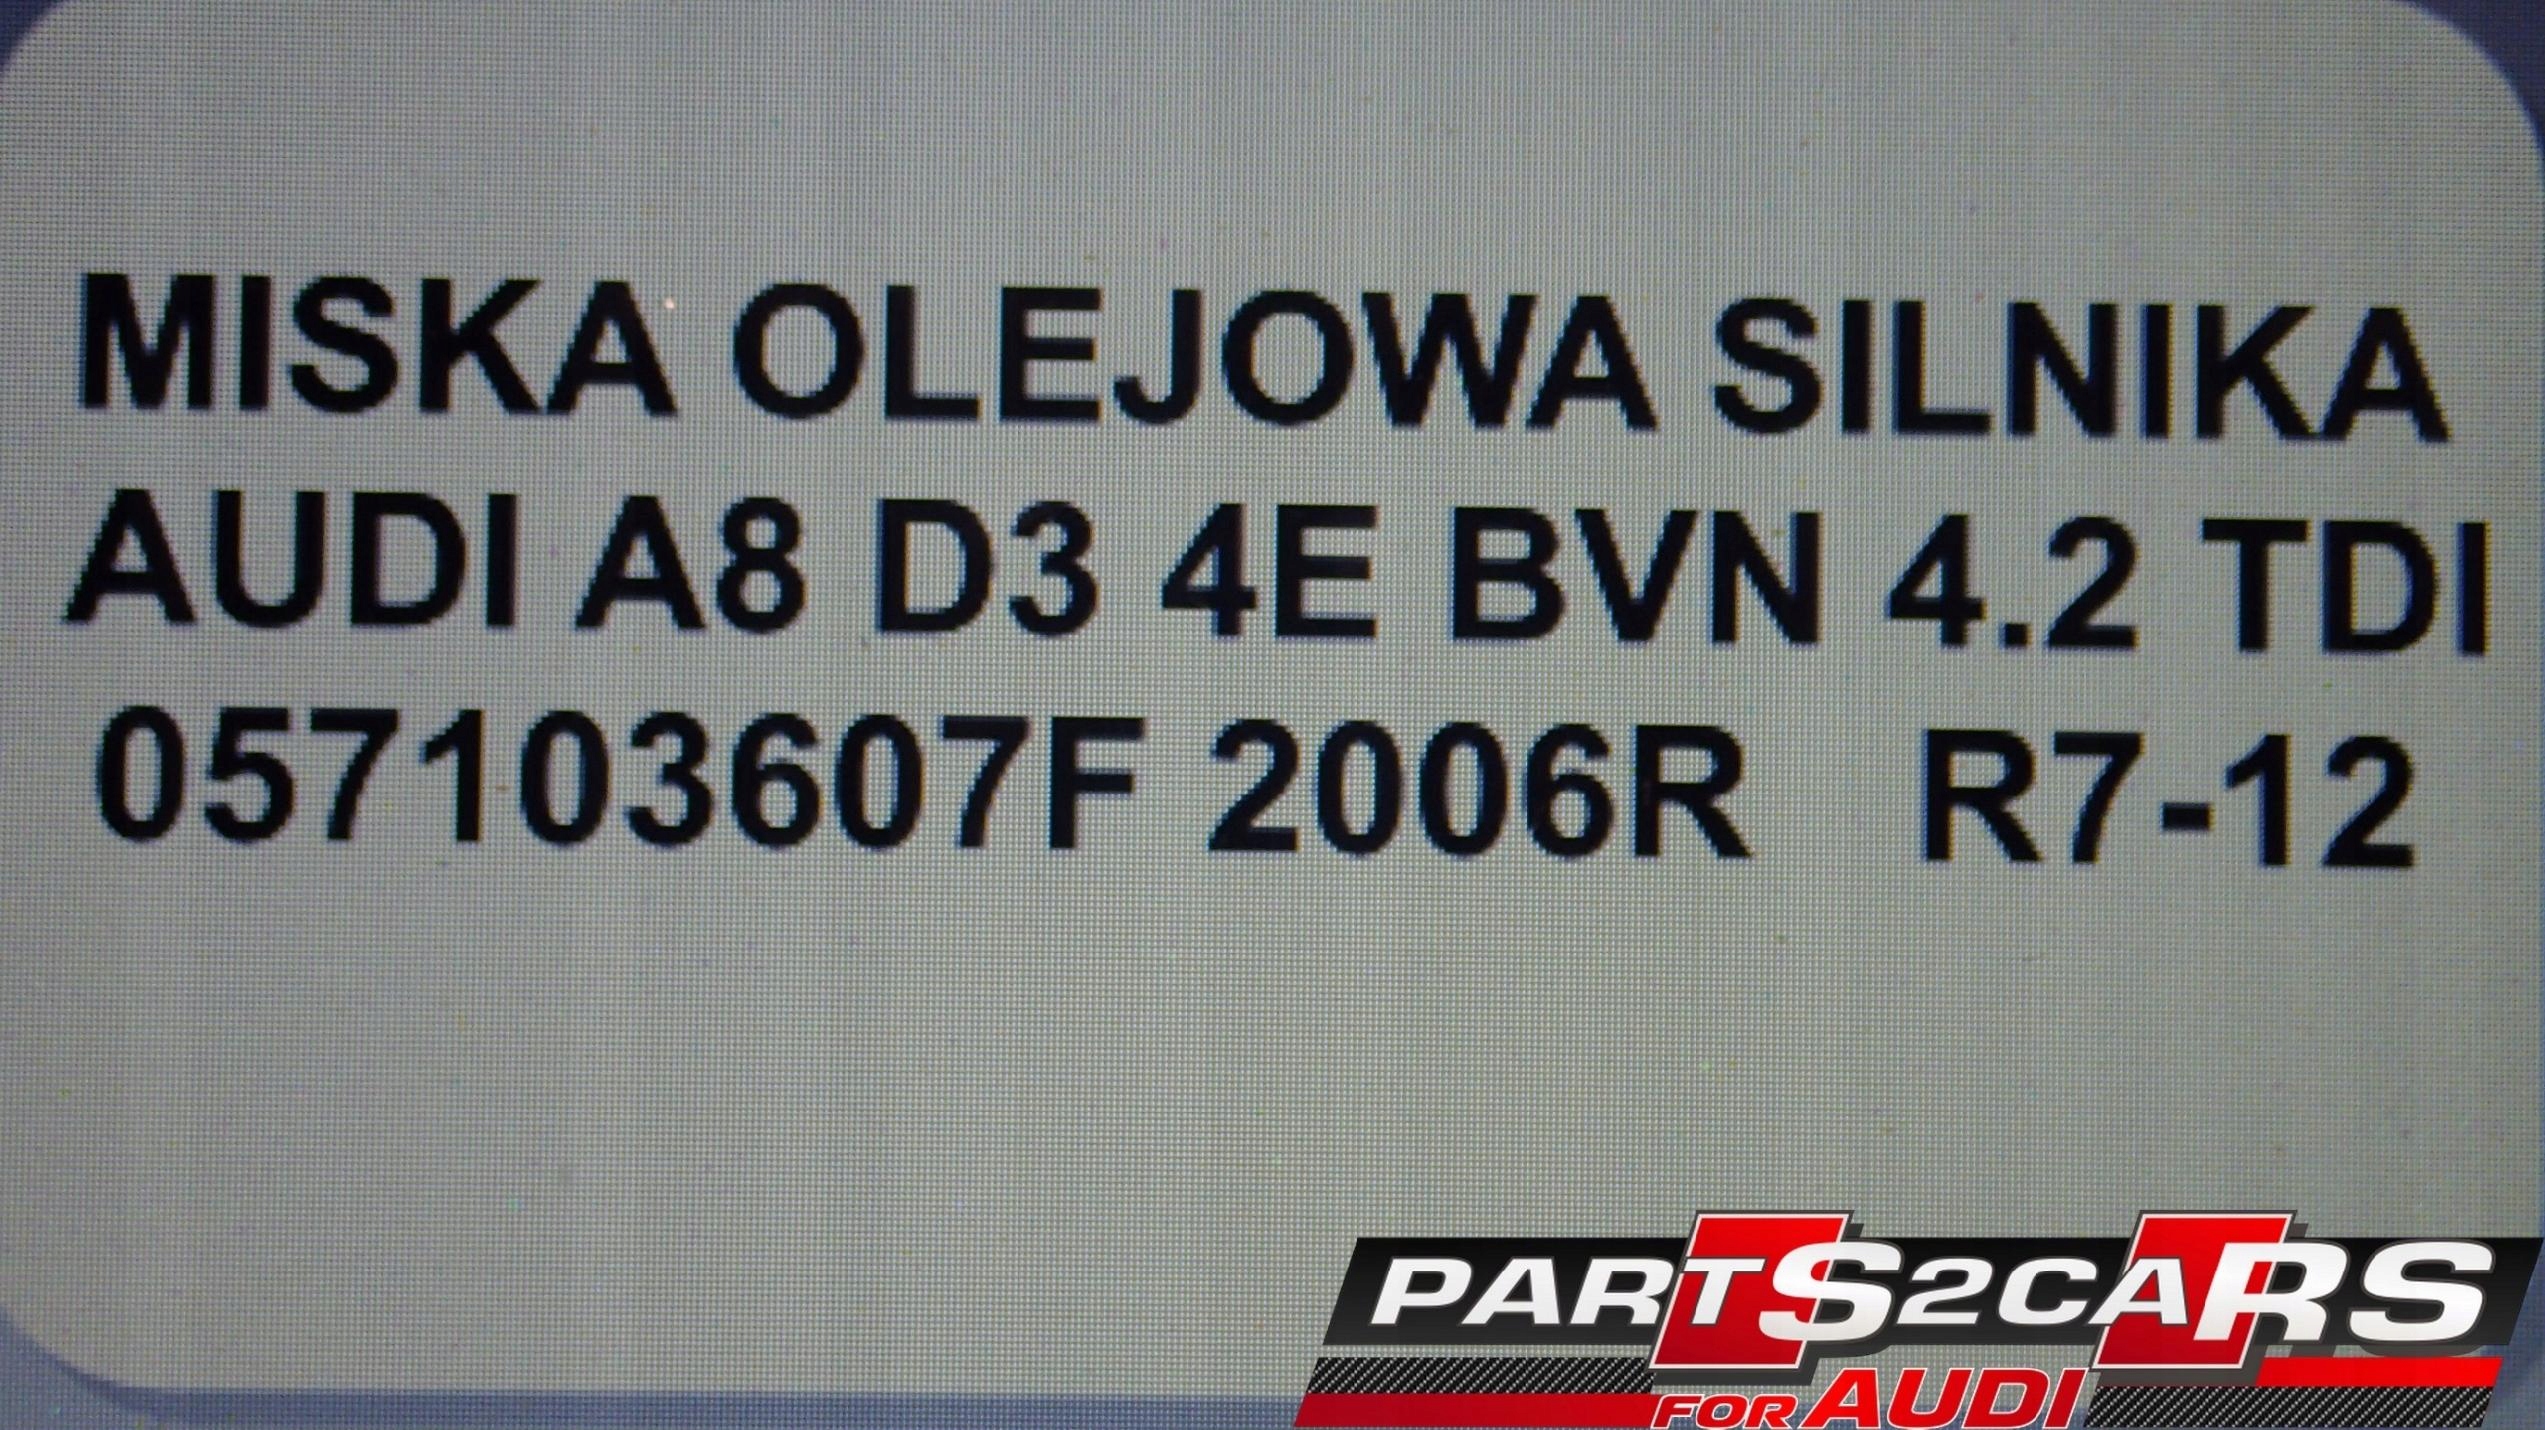 MISKA OLEJOWA SILNIKA
AUDI A8 D3 4E BVN 4.2 TDI
057103607F 2006R R7-12
PARTS2CARS
FOR AUDI